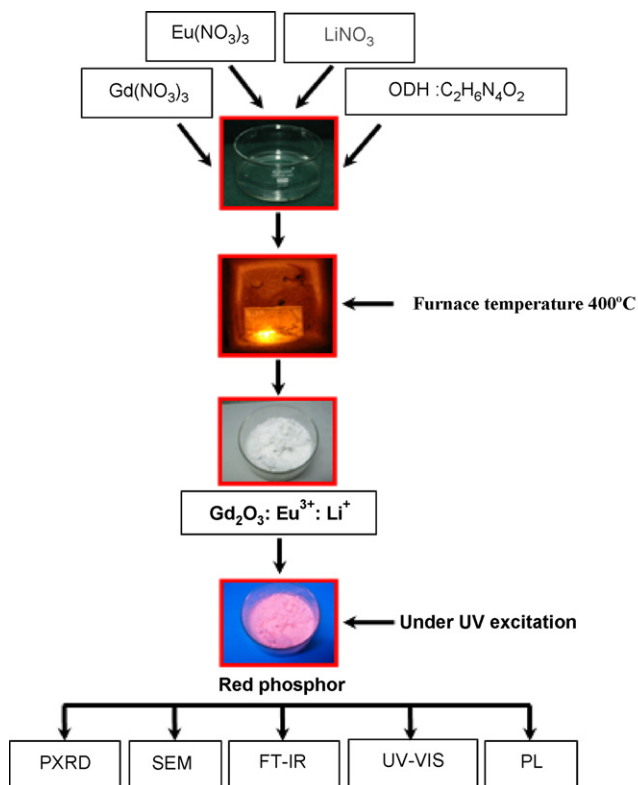 Eu(NO₃)₃
LiNO₃
Gd(NO₃)₃
ODH :C₂H₆N₄O₂
Furnace temperature 400ºC
Gd₂O₃: Eu³⁺: Li⁺
Under UV excitation
Red phosphor
PXRD
SEM
FT-IR
UV-VIS
PL